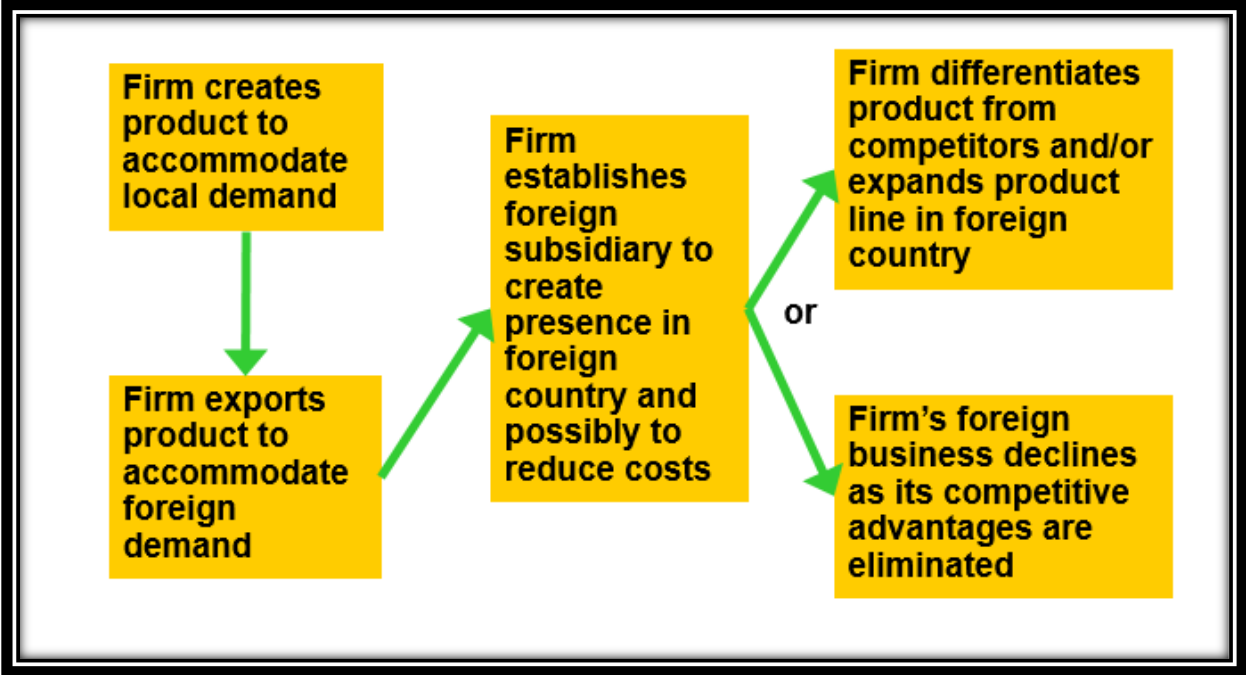 Firm creates
product to
accommodate
local demand
Firm exports
product to
accommodate
foreign
demand
Firm
establishes
foreign
subsidiary to
create
presence in
foreign
country and
possibly to
reduce costs
or
Firm differentiates
product from
competitors and/or
expands product
line in foreign
country
Firm’s foreign
business declines
as its competitive
advantages are
eliminated